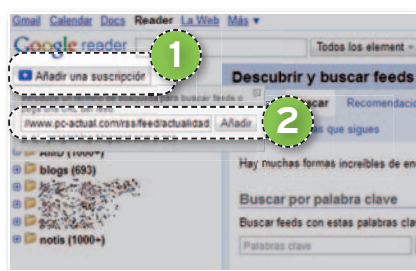 Gmail Calendar Docs Reader La Web Más ▼
Google reader
Todos los element
1
Añadir una suscripción
Descubrir y buscar feeds
para buscar feeds o
car Recomendacio
//www.pc-actual.com/rss/feed/actualidad Añadir
2
que sigues
(1000+)
blogs (693)
notis (1000+)
Hay muchas formas increíbles de en
Buscar por palabra clave
Buscar feeds con estas palabras cla
Palabras clave